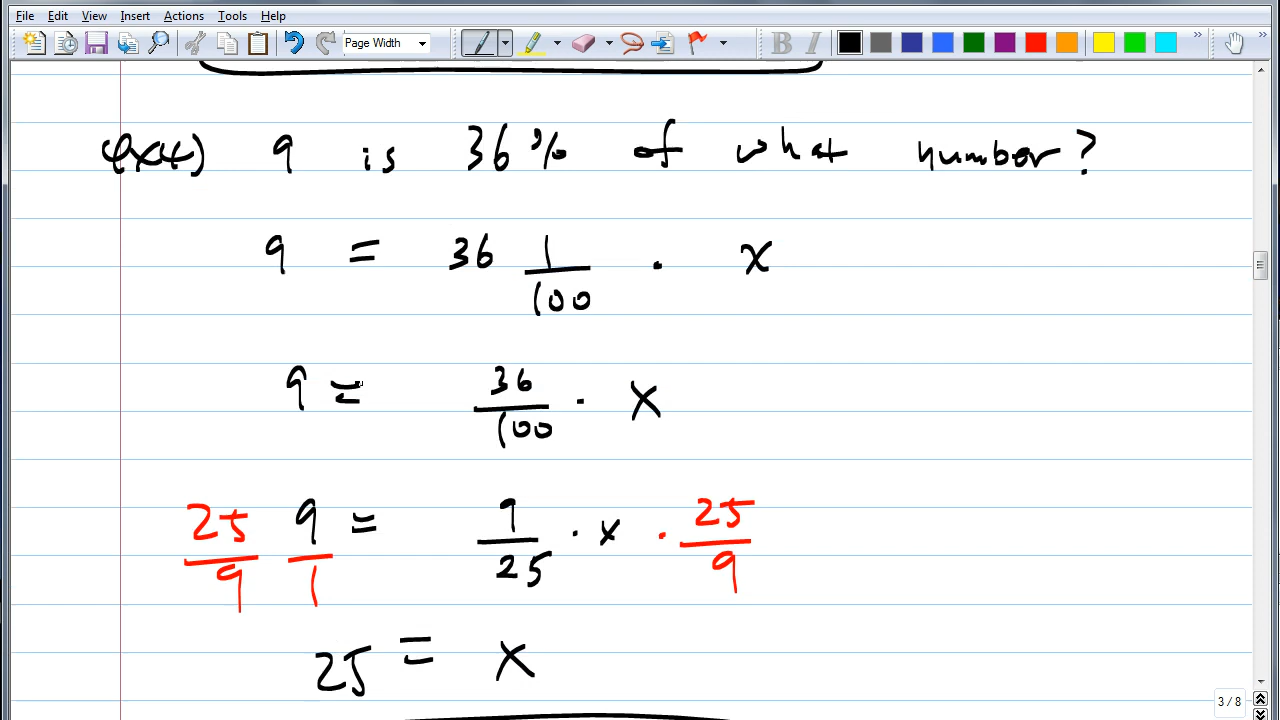 File Edit View Insert Actions Tools Help
Page Width B I
ex4) 9 is 36% of what number?
9 = 36 1/100 · x
9 = 36/100 · x
25/9 9/1 = 9/25 · x · 25/9
25 = x
3 / 8